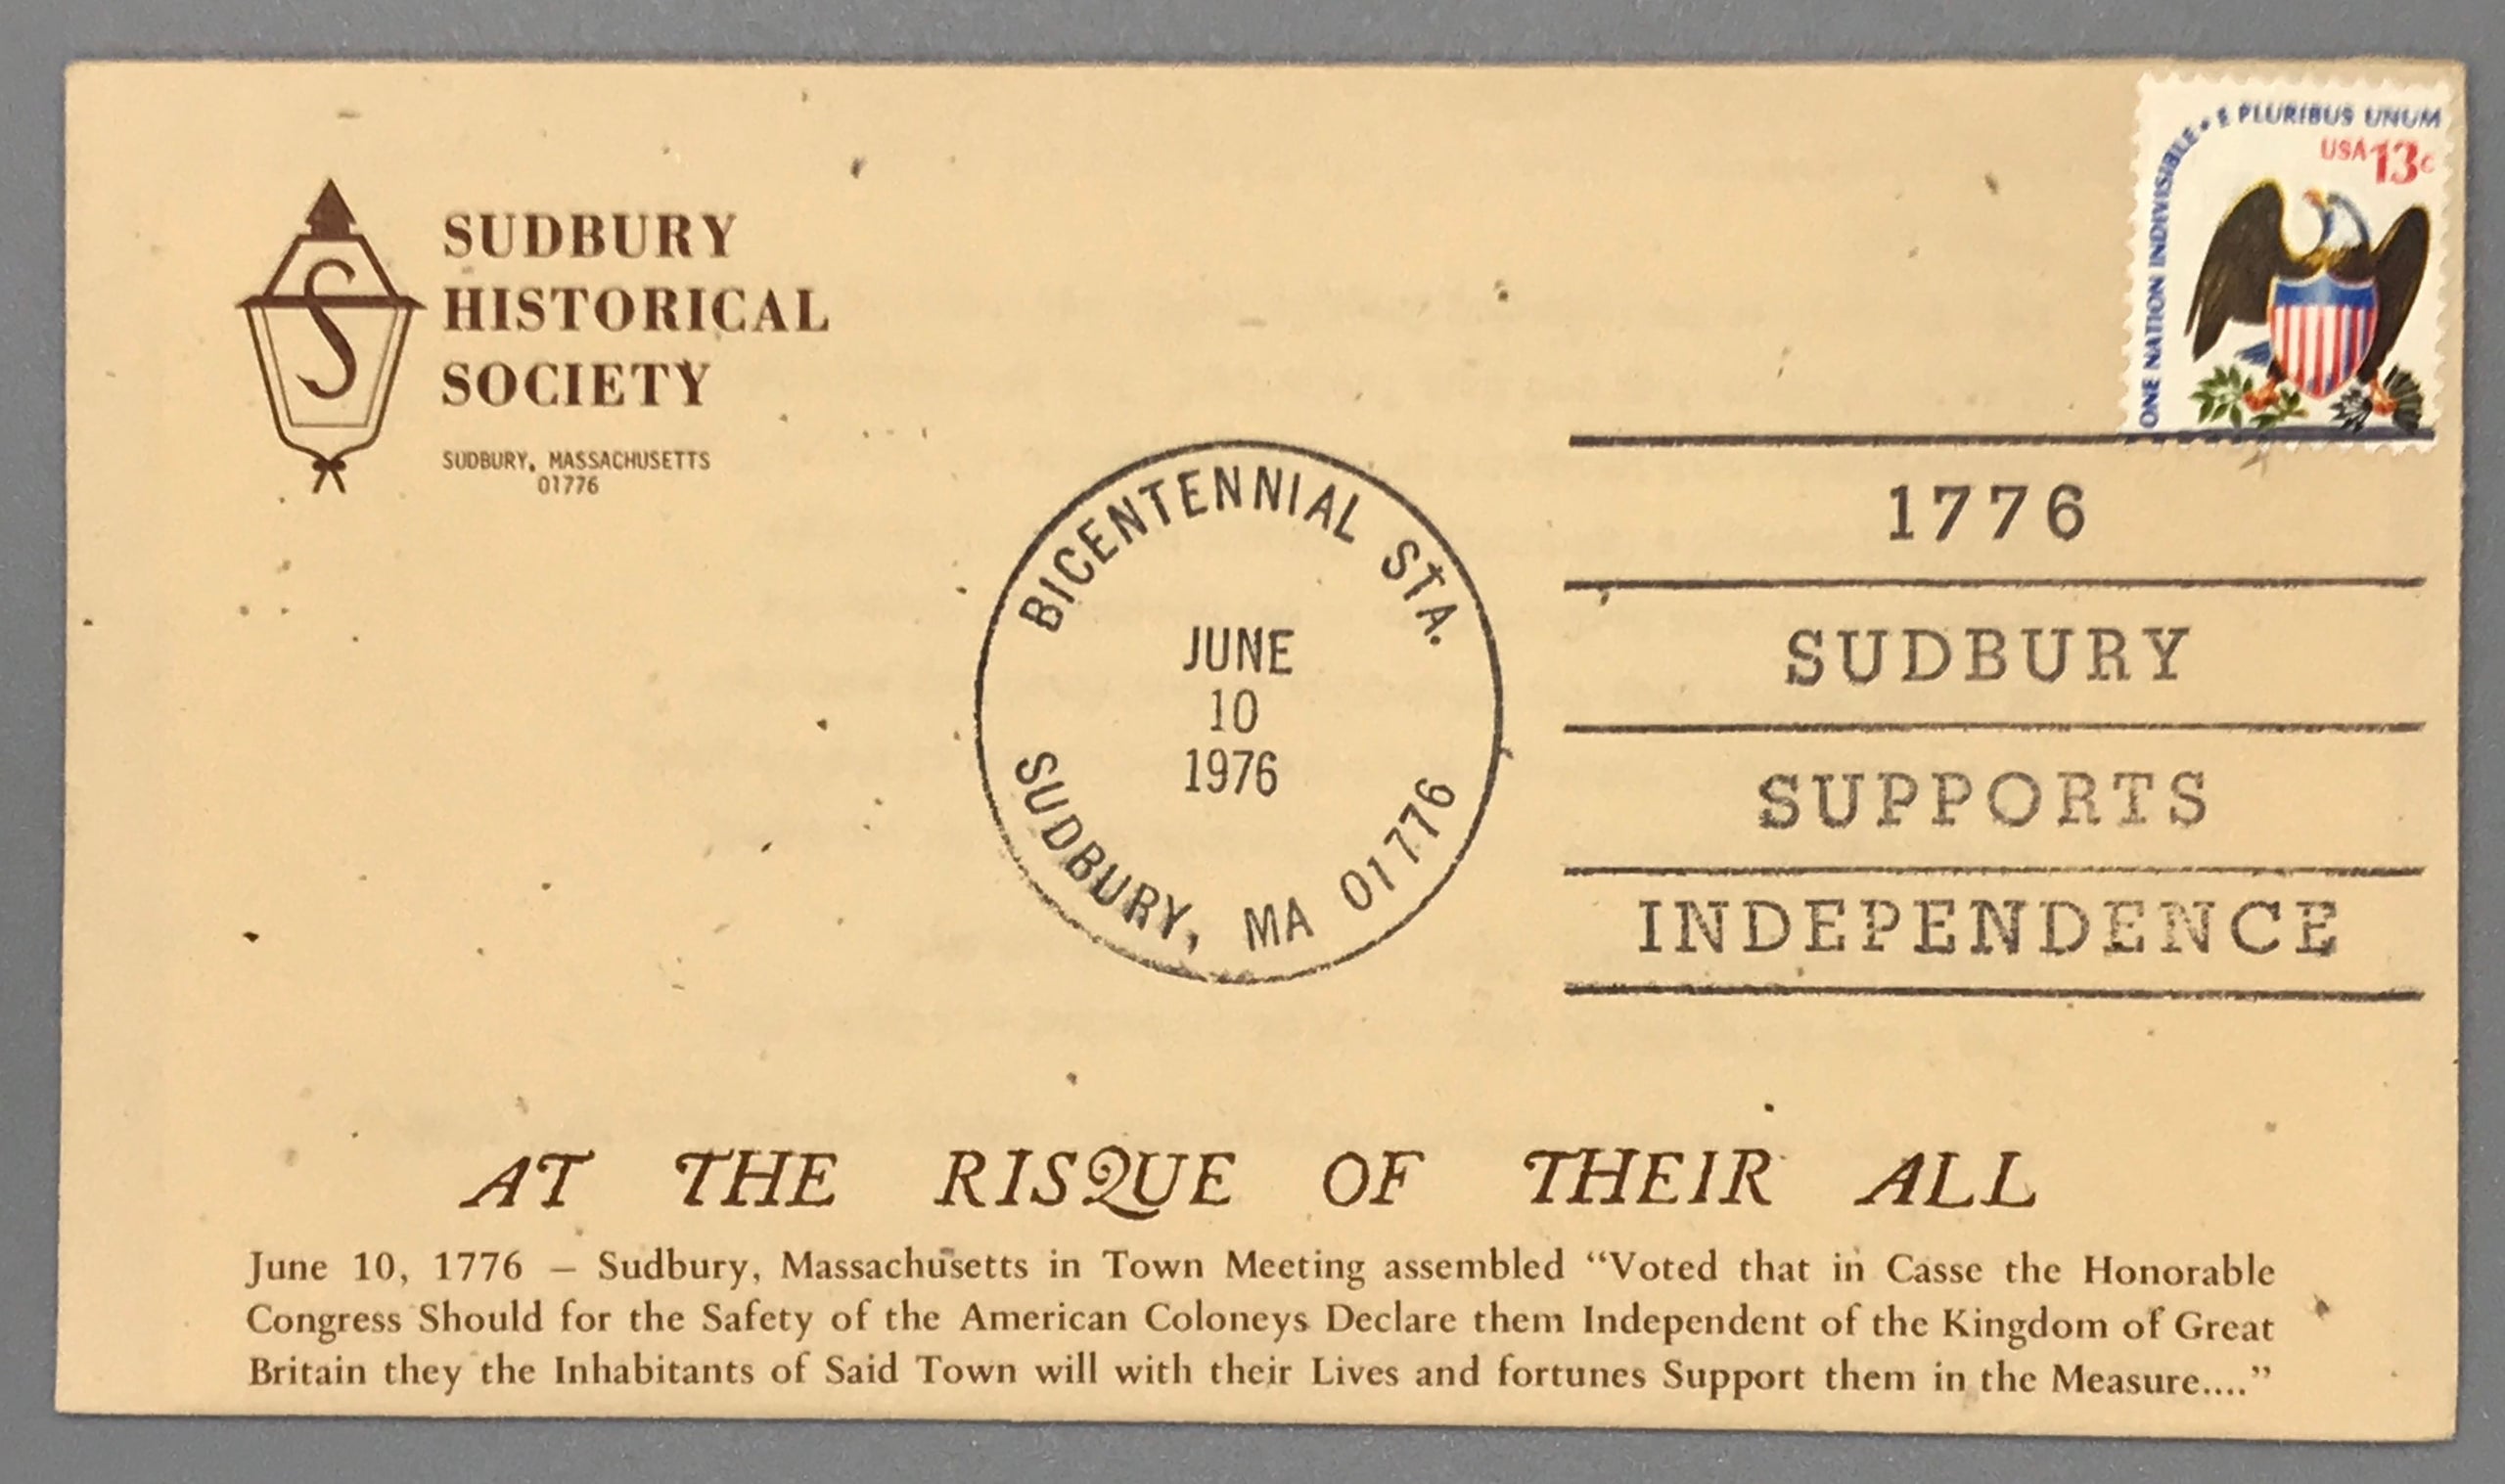 SUDBURY
HISTORICAL
SOCIETY
SUDBURY, MASSACHUSETTS
01776
ONE NATION INDIVISIBLE • E PLURIBUS UNUM
USA 13c
BICENTENNIAL STA.
JUNE
10
1976
SUDBURY, MA 01776
1776
SUDBURY
SUPPORTS
INDEPENDENCE
AT THE RISQUE OF THEIR ALL
June 10, 1776 – Sudbury, Massachusetts in Town Meeting assembled “Voted that in Casse the Honorable
Congress Should for the Safety of the American Coloneys Declare them Independent of the Kingdom of Great
Britain they the Inhabitants of Said Town will with their Lives and fortunes Support them in the Measure....”